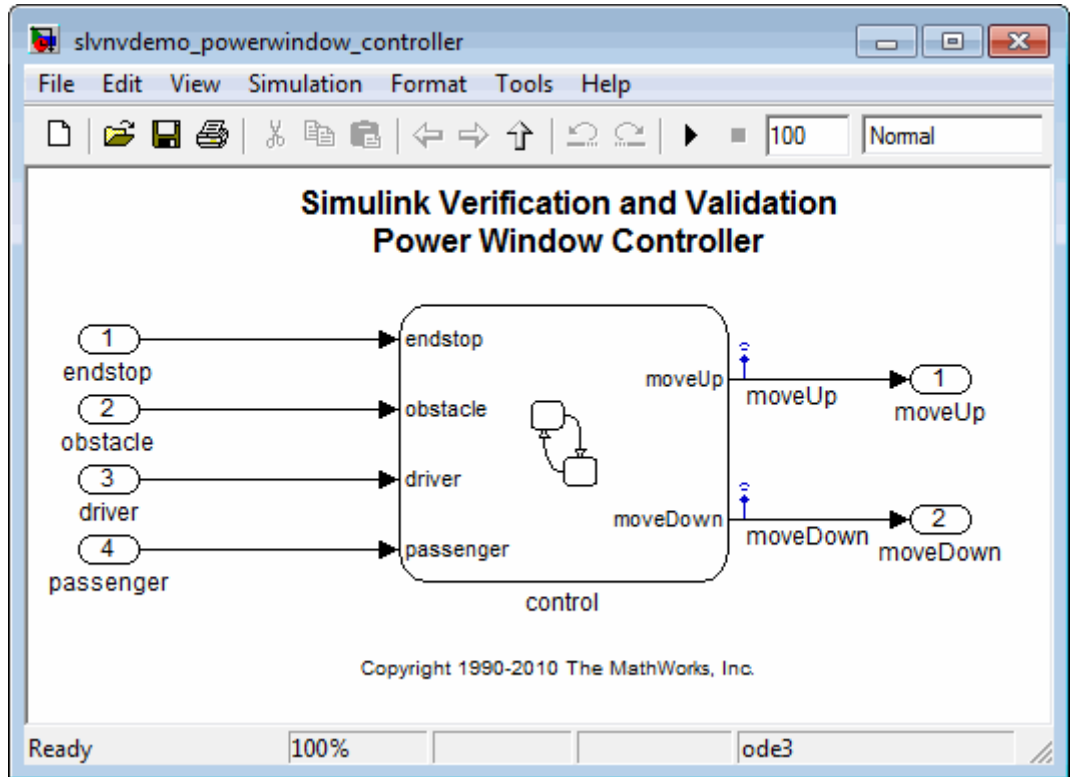 slvnvdemo_powerwindow_controller
File Edit View Simulation Format Tools Help
100 Normal
Simulink Verification and Validation
Power Window Controller
1
endstop
2
obstacle
3
driver
4
passenger
endstop
obstacle
driver
passenger
moveUp
moveDown
control
moveUp
moveDown
1
moveUp
2
moveDown
Copyright 1990-2010 The MathWorks, Inc.
Ready 100% ode3